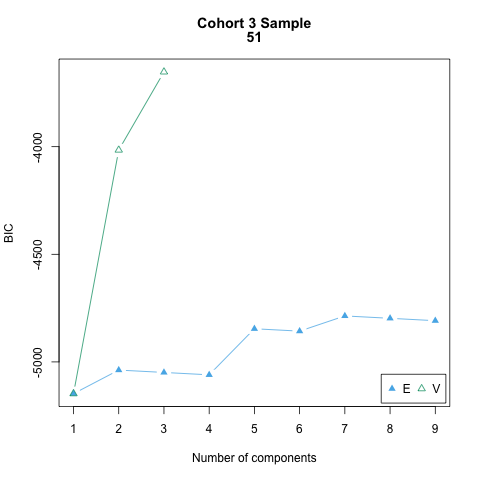 Cohort 3 Sample
51
BIC
-4000
-4500
-5000
1 2 3 4 5 6 7 8 9
Number of components
E V